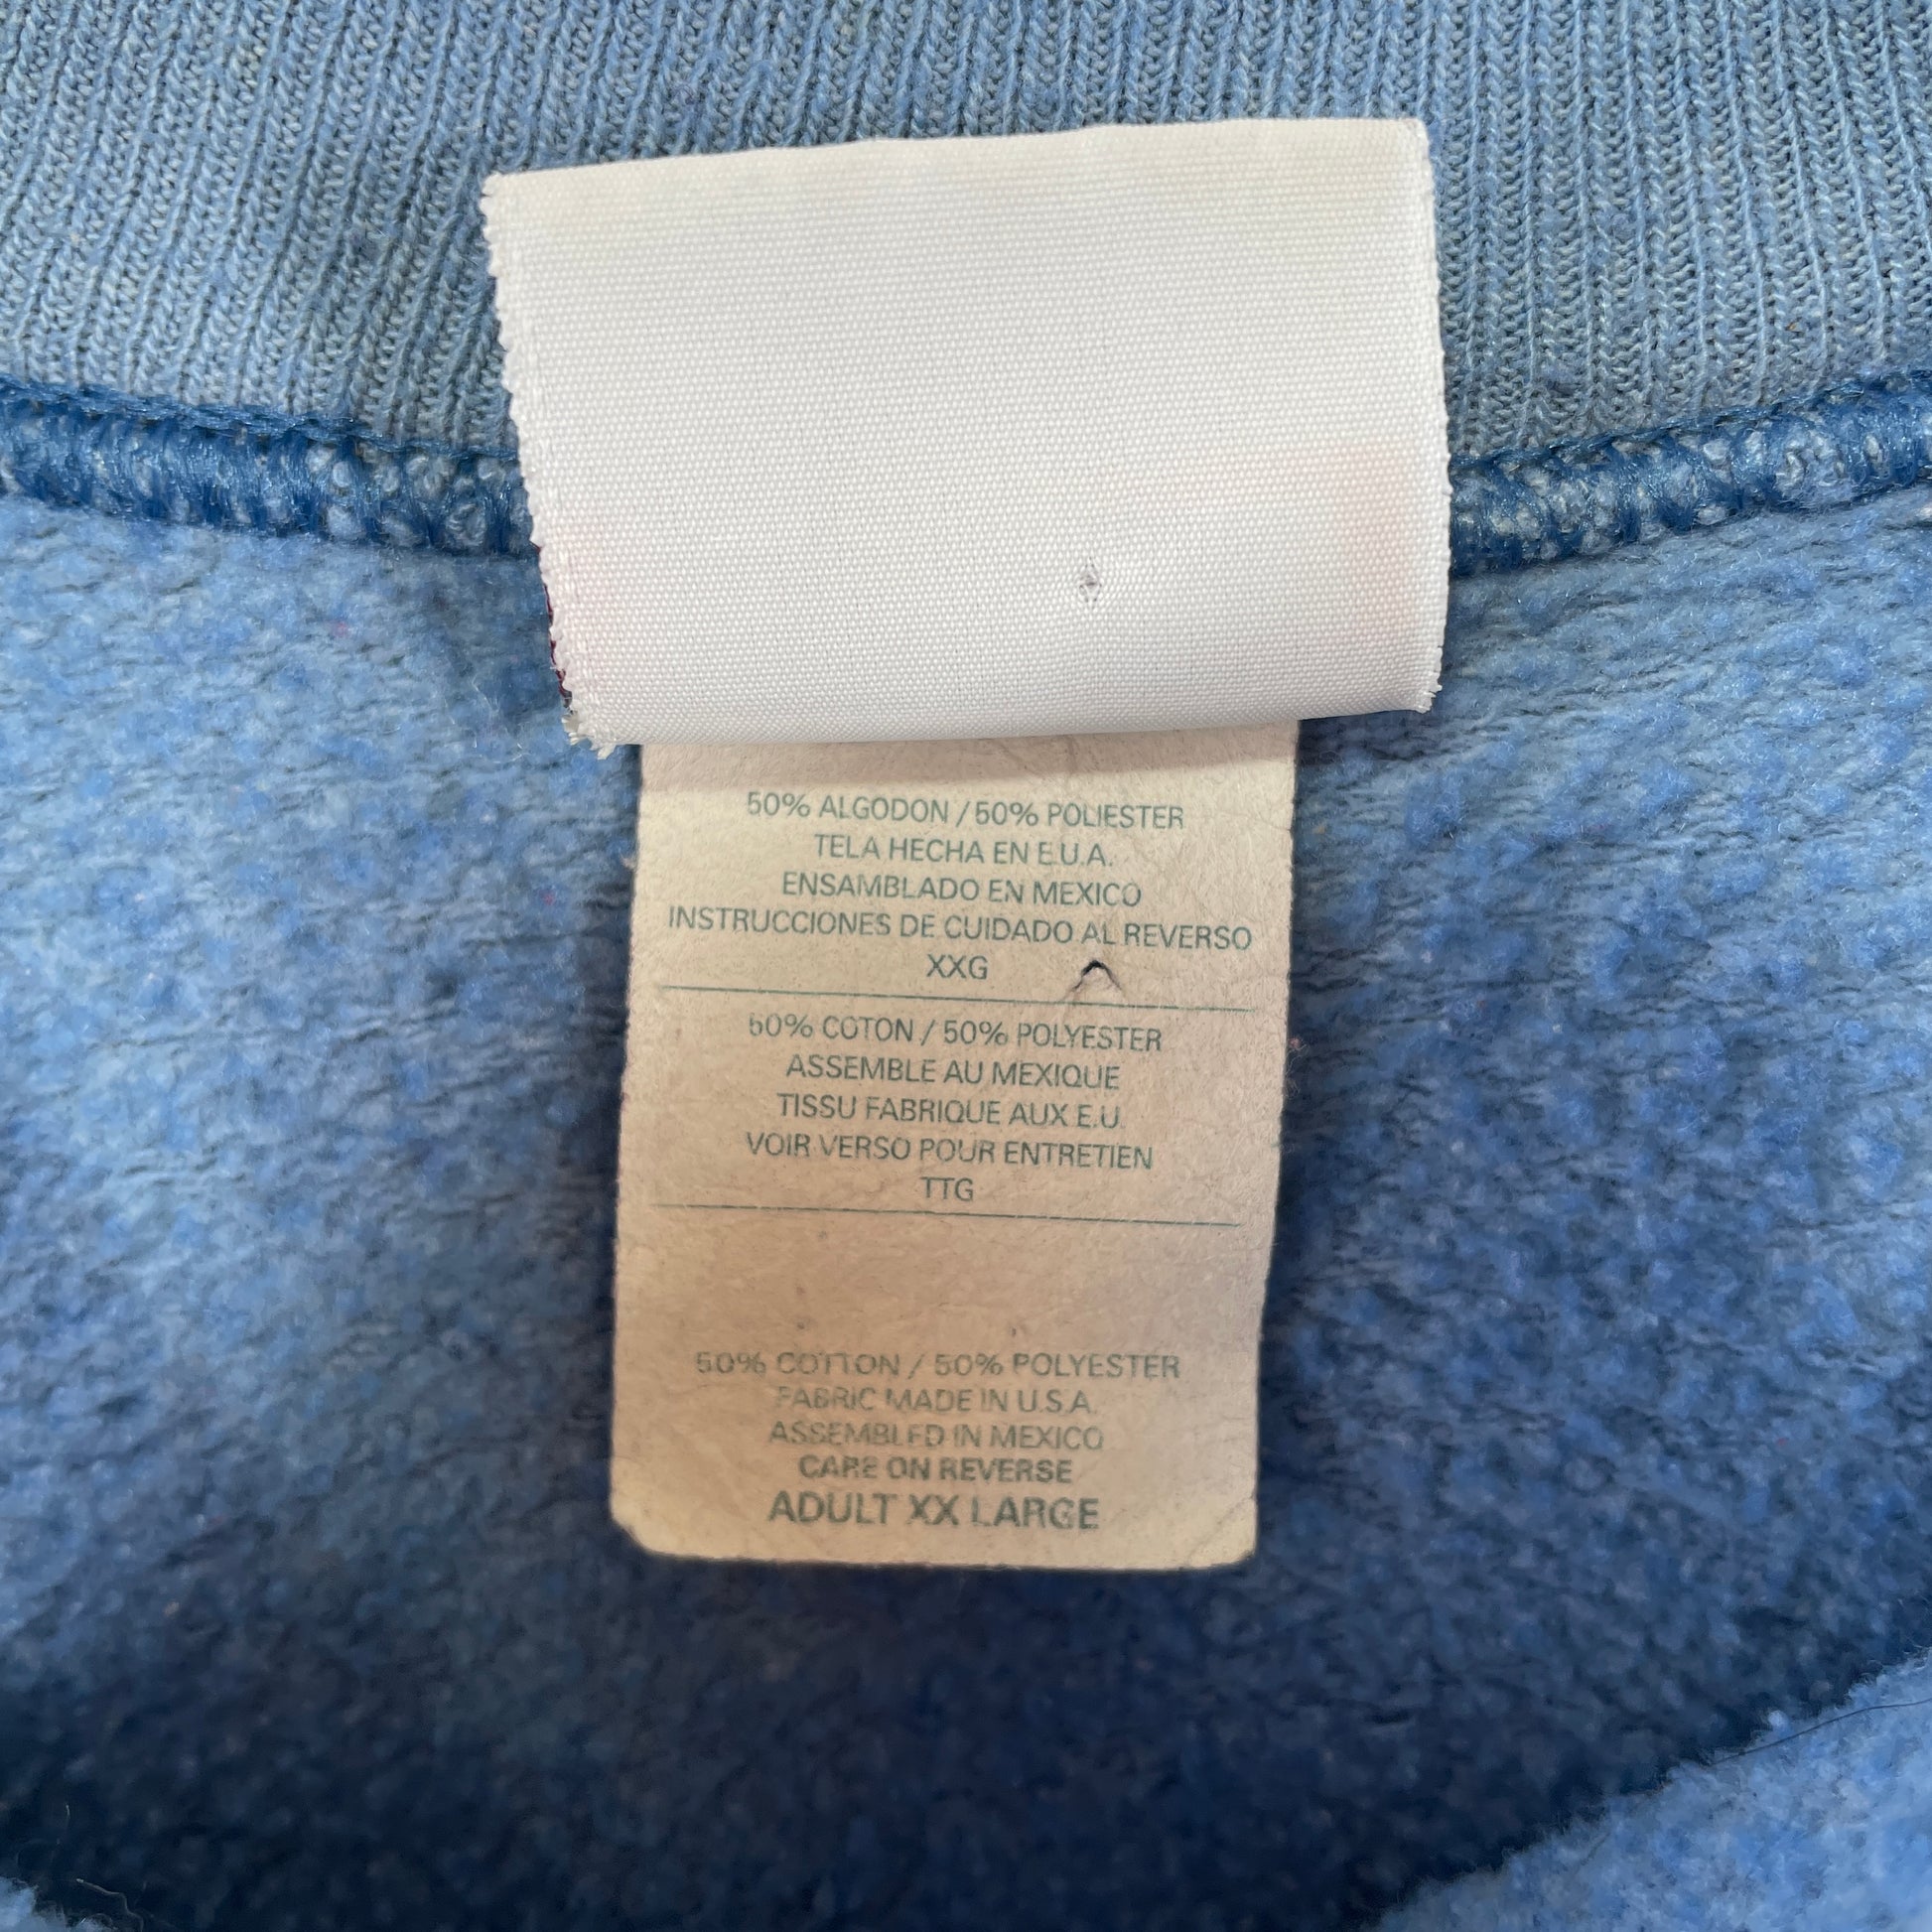 50% ALGODON / 50% POLIESTER
TELA HECHA EN E.U.A.
ENSAMBLADO EN MEXICO
INSTRUCCIONES DE CUIDADO AL REVERSO
XXG
50% COTON / 50% POLYESTER
ASSEMBLE AU MEXIQUE
TISSU FABRIQUE AUX E.U.
VOIR VERSO POUR ENTRETIEN
TTG
50% COTTON / 50% POLYESTER
FABRIC MADE IN U.S.A.
ASSEMBLED IN MEXICO
CARE ON REVERSE
ADULT XX LARGE